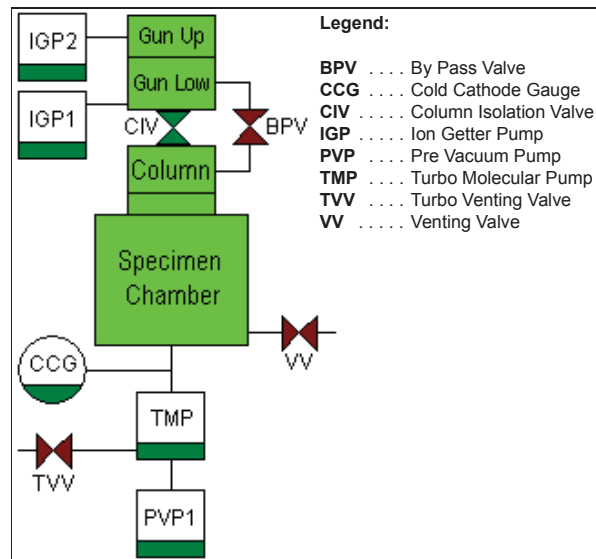 IGP2
Gun Up
Gun Low
IGP1
CIV
BPV
Column
Specimen
Chamber
CCG
VV
TMP
TVV
PVP1
Legend:
BPV . . . . By Pass Valve
CCG . . . . Cold Cathode Gauge
CIV . . . . . Column Isolation Valve
IGP . . . . . Ion Getter Pump
PVP . . . . Pre Vacuum Pump
TMP . . . . Turbo Molecular Pump
TVV . . . . Turbo Venting Valve
VV . . . . . Venting Valve